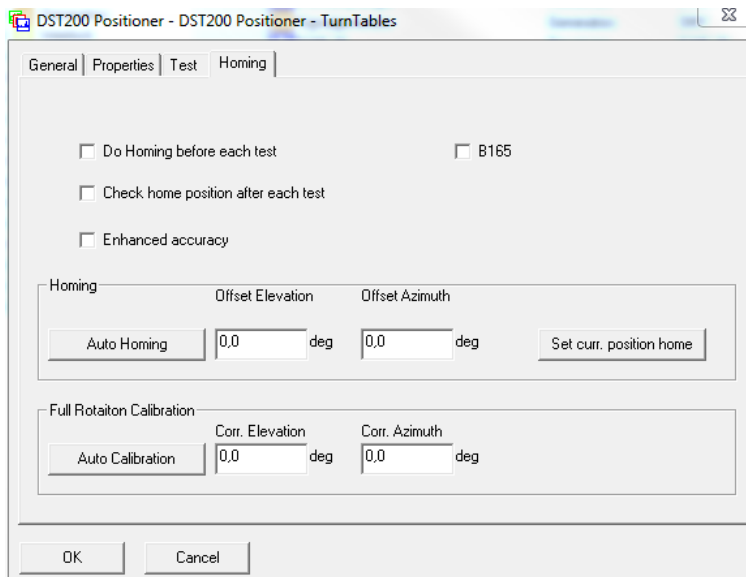 DST200 Positioner - DST200 Positioner - TurnTables
General Properties Test Homing
Do Homing before each test B165
Check home position after each test
Enhanced accuracy
Homing
Offset Elevation Offset Azimuth
Auto Homing 0,0 deg 0,0 deg Set curr. position home
Full Rotaiton Calibration
Corr. Elevation Corr. Azimuth
Auto Calibration 0,0 deg 0,0 deg
OK Cancel